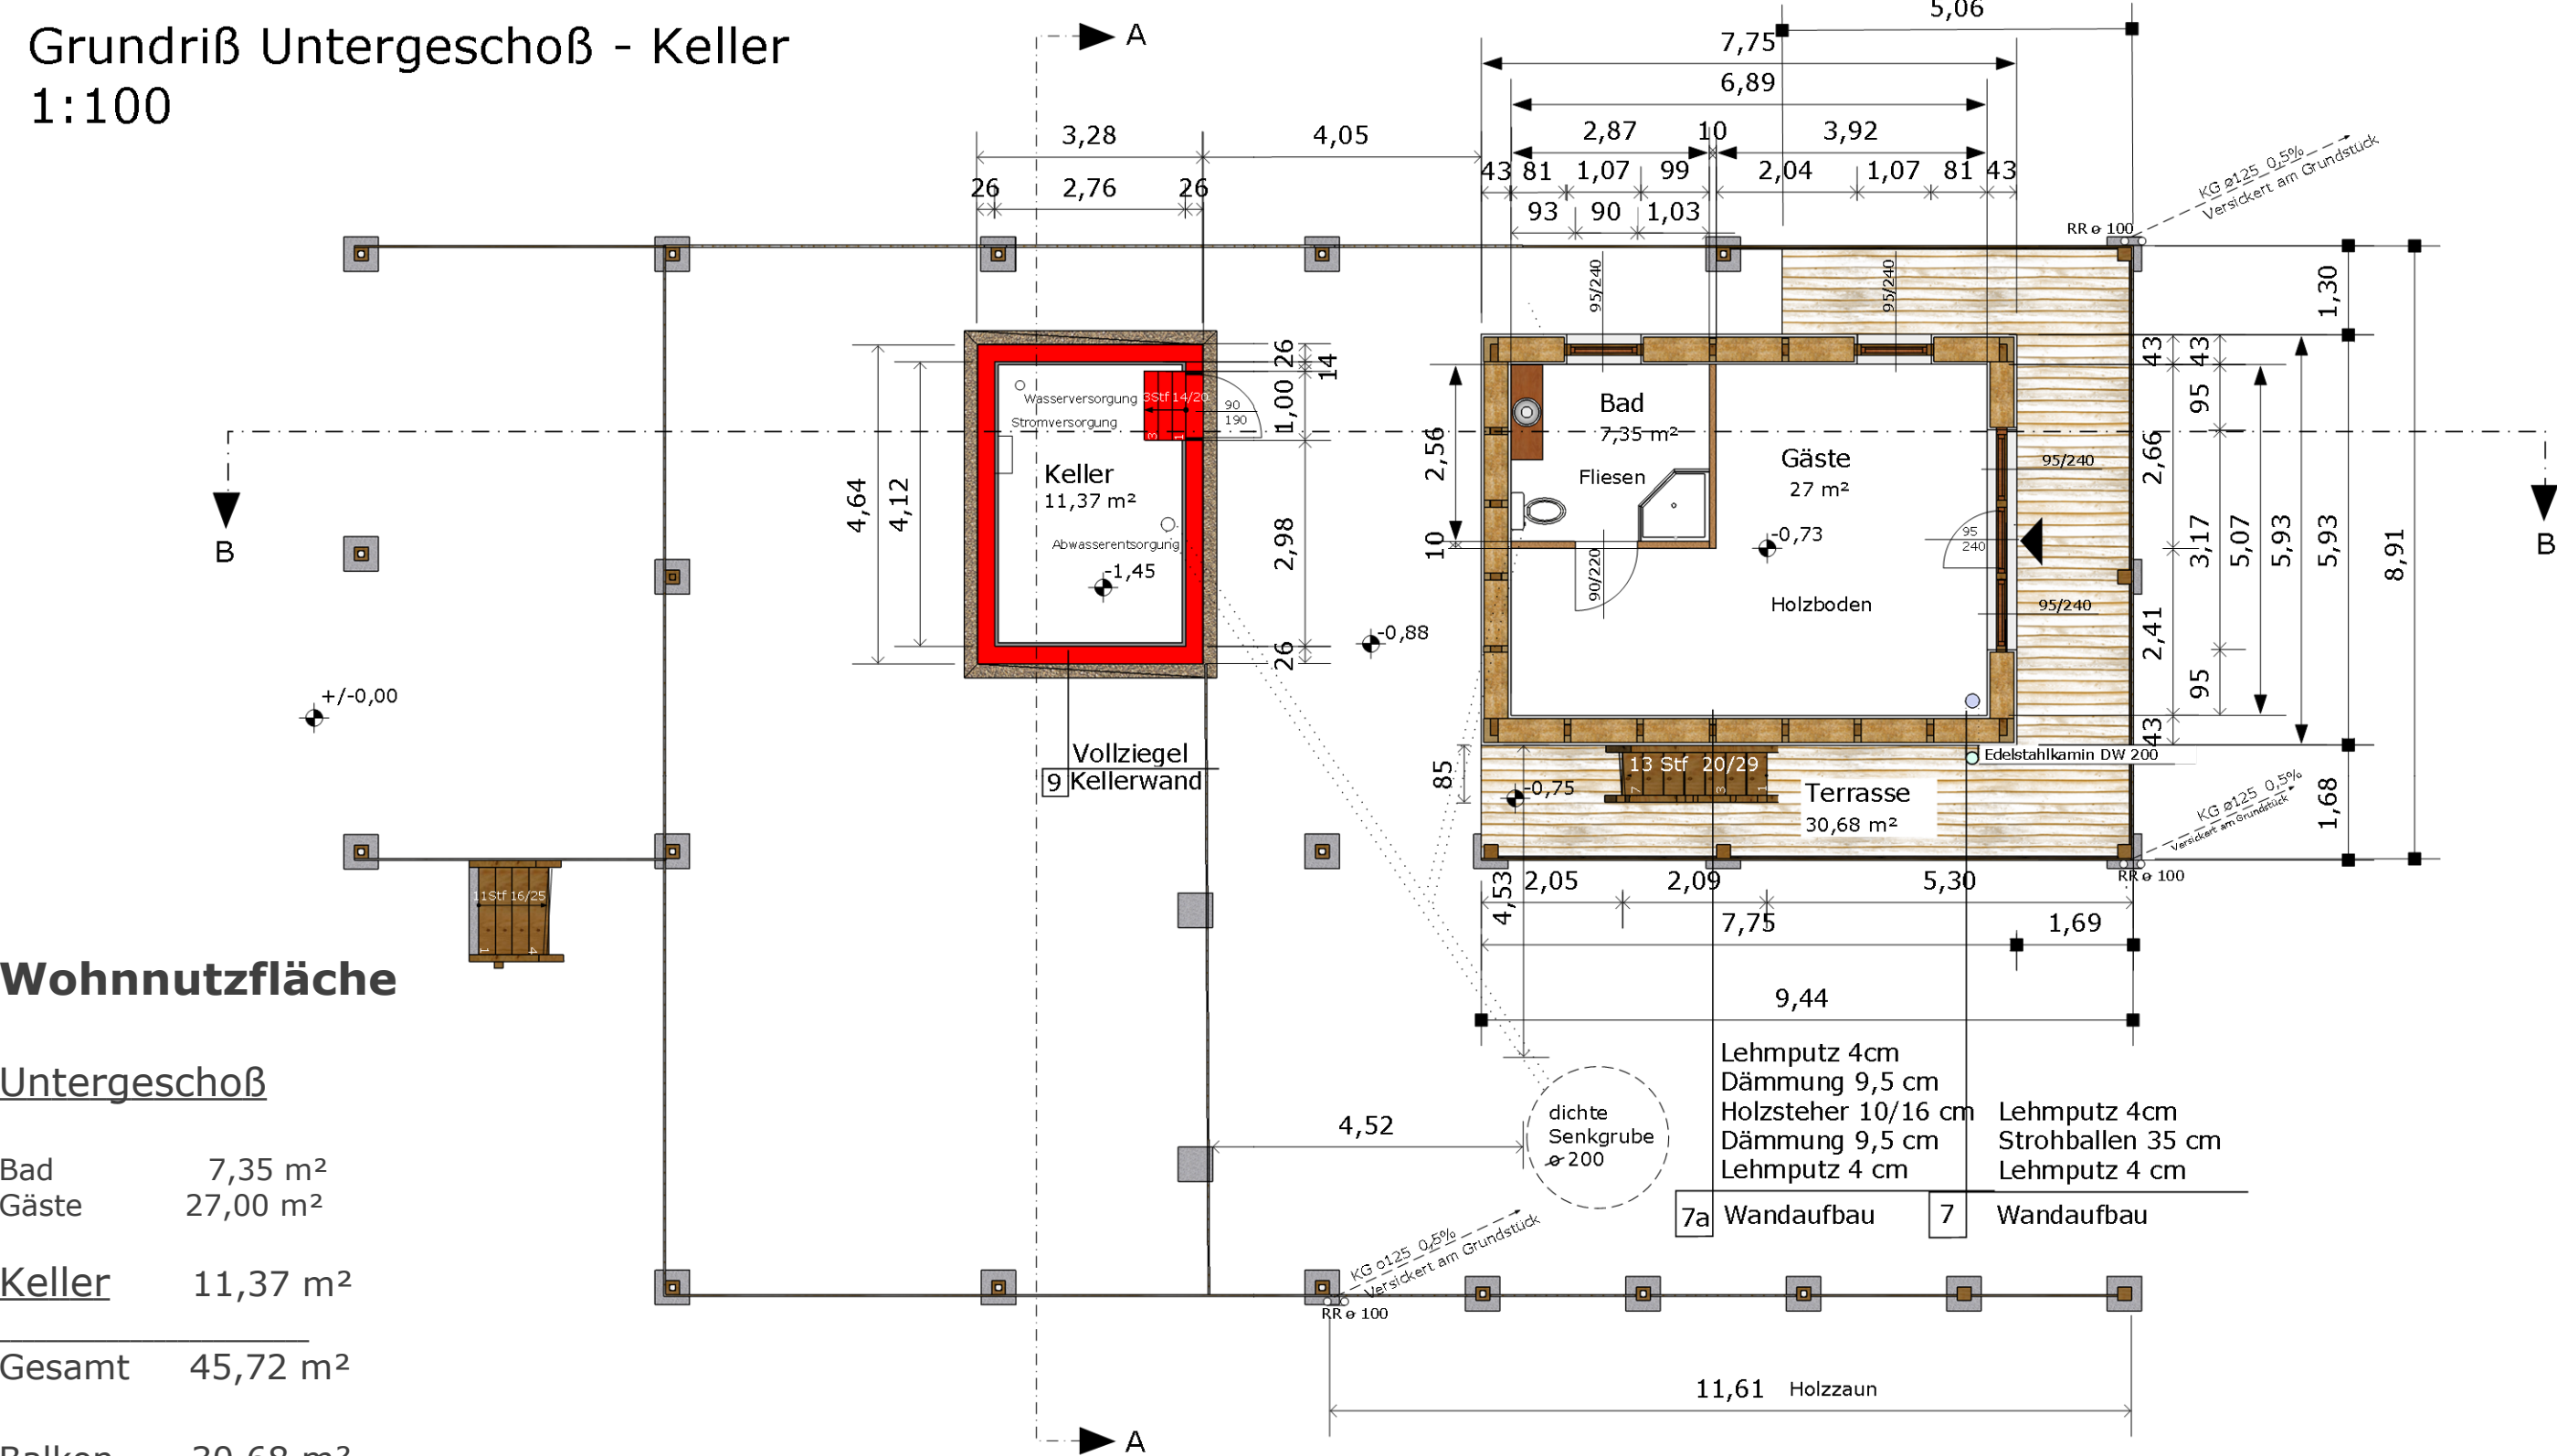 Grundriß Untergeschoß - Keller
1:100
A
5,06
7,75
6,89
3,28
4,05
2,87
10
3,92
26
2,76
26
43
81
1,07
99
2,04
1,07
81
43
93
90
1,03
KG ø125 0,5%
Versickert am Grundstück
RR ø 100
95/240
95/240
1,30
26
14
1,00
43
43
95
Wasserversorgung
3Stf 14/20
3
1
Stromversorgung
90
190
Bad
7,35 m²
Fliesen
Gäste
27 m²
2,56
10
95/240
2,66
Keller
11,37 m²
4,64
4,12
2,98
Abwasserentsorgung
-1,45
-0,73
95
240
3,17
5,07
5,93
5,93
8,91
B
B
90/220
Holzboden
95/240
2,41
-0,88
26
95
43
+/-0,00
Vollziegel
9 Kellerwand
85
13 Stf 20/29
7
3
1
-0,75
Terrasse
30,68 m²
Edelstahlkamin DW 200
KG ø125 0,5%
Versickert am Grundstück
1,68
RR ø 100
11Stf 16/25
1
4
4,53
2,05
2,09
5,30
7,75
1,69
9,44
Wohnnutzfläche
Untergeschoß
Bad 7,35 m²
Gäste 27,00 m²
Keller 11,37 m²
Gesamt 45,72 m²
Balkon 30,68 m²
4,52
dichte
Senkgrube
ø 200
Lehmputz 4cm
Dämmung 9,5 cm
Holzsteher 10/16 cm
Dämmung 9,5 cm
Lehmputz 4 cm
7a Wandaufbau
Lehmputz 4cm
Strohballen 35 cm
Lehmputz 4 cm
7 Wandaufbau
KG o125 0,5%
Versickert am Grundstück
RR ø 100
11,61 Holzzaun
A